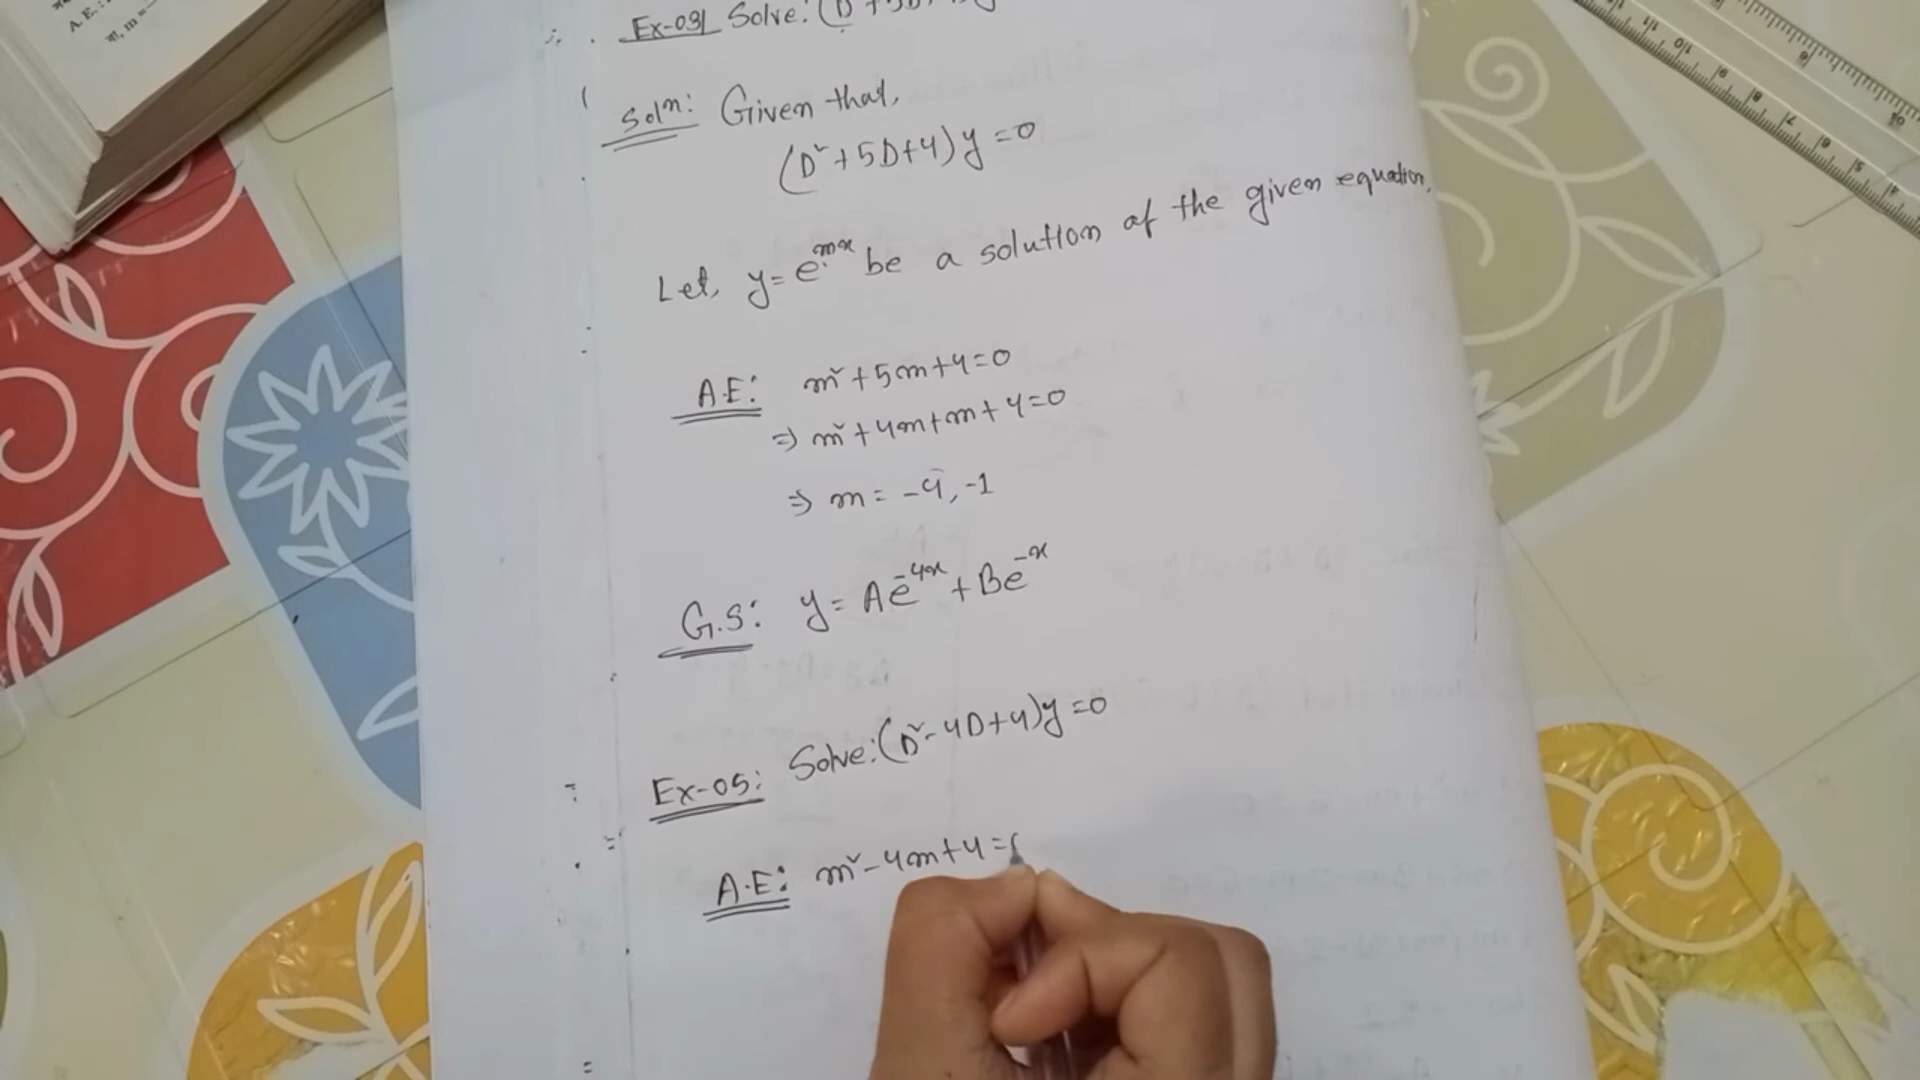 A.E.:
বা, m =
Ex-03 Solve: (D + 5D
Solⁿ: Given that,
(D² + 5D + 4) y = 0
Let, y = e^mx be a solution of the given equation.
A.E: m² + 5m + 4 = 0
⇒ m² + 4m + m + 4 = 0
⇒ m = -4, -1
G.S: y = Ae^-4x + Be^-x
Ex-05: Solve: (D² - 4D + 4)y = 0
A.E: m² - 4m + 4 =